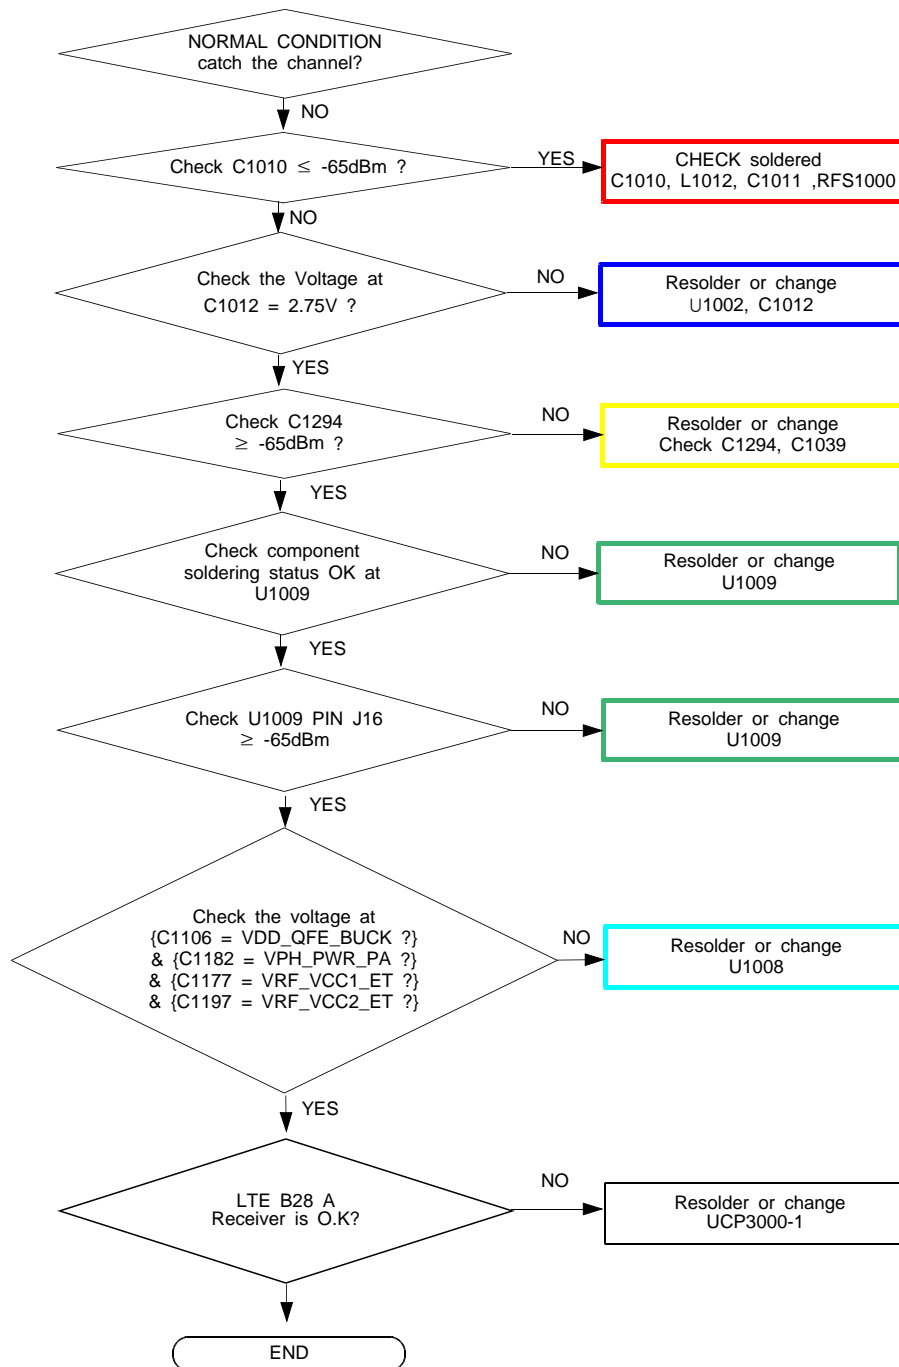 NORMAL CONDITION
catch the channel?
NO
Check C1010 ≤ -65dBm ?
YES
CHECK soldered
C1010, L1012, C1011 ,RFS1000
NO
Check the Voltage at
C1012 = 2.75V ?
NO
Resolder or change
U1002, C1012
YES
Check C1294
≥ -65dBm ?
NO
Resolder or change
Check C1294, C1039
YES
Check component
soldering status OK at
U1009
NO
Resolder or change
U1009
YES
Check U1009 PIN J16
≥ -65dBm
NO
Resolder or change
U1009
YES
Check the voltage at
{C1106 = VDD_QFE_BUCK ?}
& {C1182 = VPH_PWR_PA ?}
& {C1177 = VRF_VCC1_ET ?}
& {C1197 = VRF_VCC2_ET ?}
NO
Resolder or change
U1008
YES
LTE B28 A
Receiver is O.K?
NO
Resolder or change
UCP3000-1
END